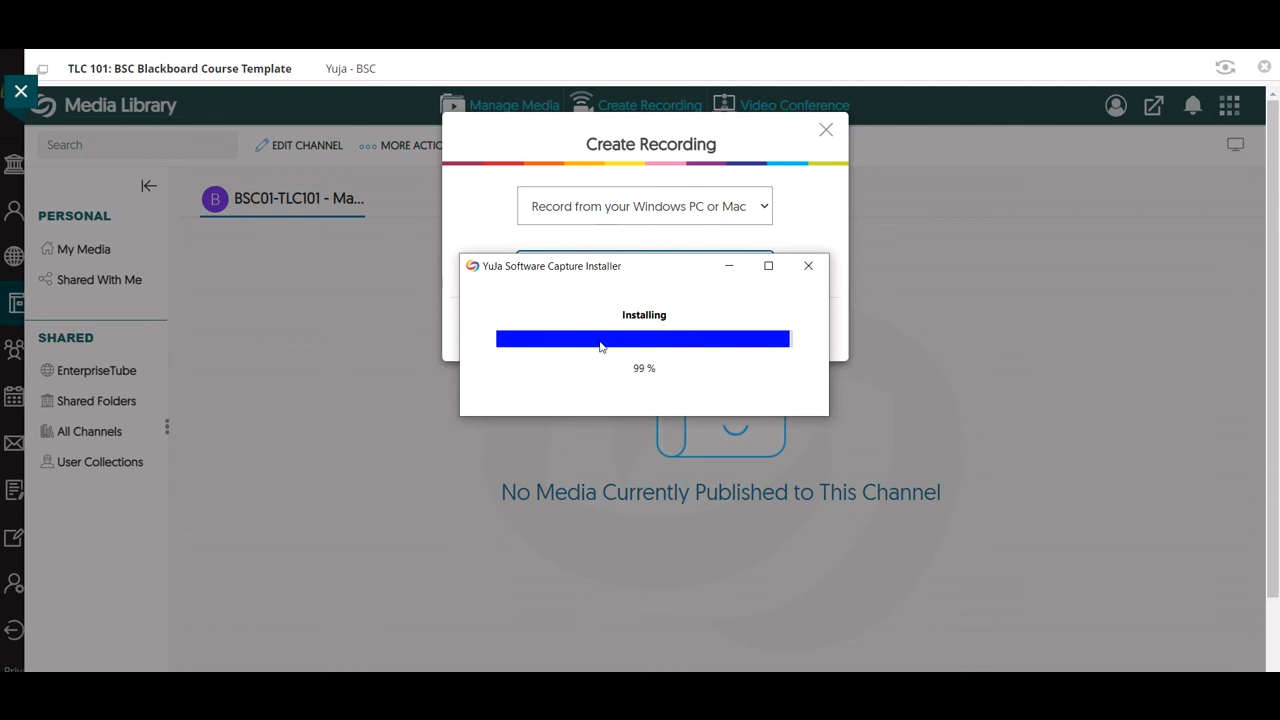 TLC 101: BSC Blackboard Course Template
Yuja - BSC
Media Library
Manage Media
Create Recording
Video Conference
Search
EDIT CHANNEL
MORE ACTIO
Create Recording
Record from your Windows PC or Mac
B
BSC01-TLC101 - Ma...
PERSONAL
My Media
Shared With Me
SHARED
EnterpriseTube
Shared Folders
All Channels
User Collections
YuJa Software Capture Installer
Installing
99 %
No Media Currently Published to This Channel